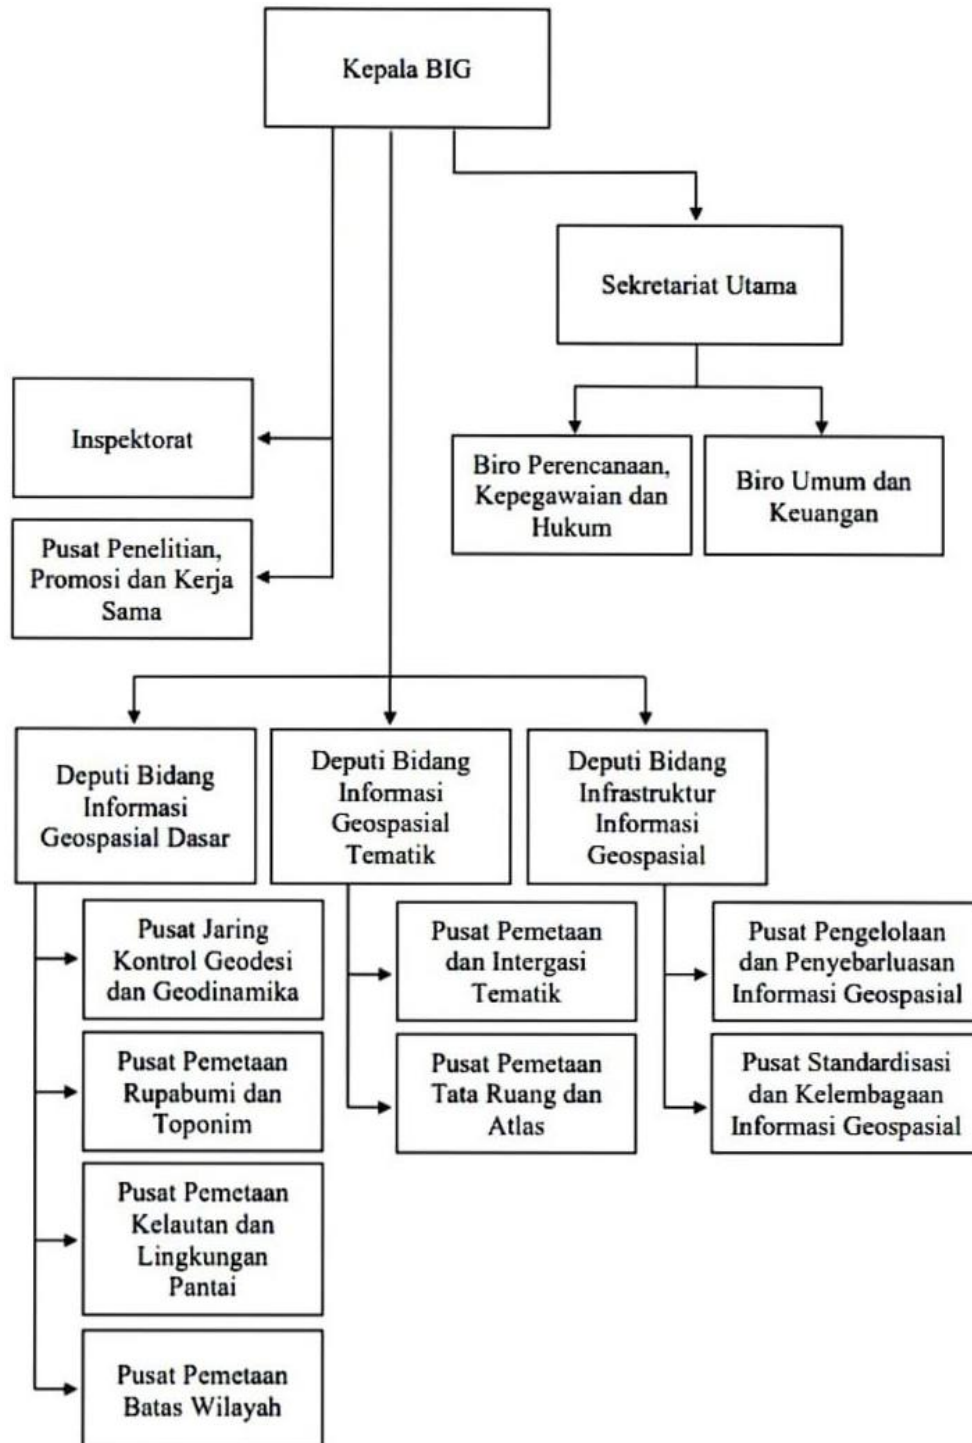 Kepala BIG
Sekretariat Utama
Inspektorat
Biro Perencanaan,
Kepegawaian dan
Hukum
Biro Umum dan
Keuangan
Pusat Penelitian,
Promosi dan Kerja
Sama
Deputi Bidang
Informasi
Geospasial Dasar
Deputi Bidang
Informasi
Geospasial
Tematik
Deputi Bidang
Infrastruktur
Informasi
Geospasial
Pusat Jaring
Kontrol Geodesi
dan Geodinamika
Pusat Pemetaan
dan Intergasi
Tematik
Pusat Pengelolaan
dan Penyebarluasan
Informasi Geospasial
Pusat Pemetaan
Rupabumi dan
Toponim
Pusat Pemetaan
Tata Ruang dan
Atlas
Pusat Standardisasi
dan Kelembagaan
Informasi Geospasial
Pusat Pemetaan
Kelautan dan
Lingkungan
Pantai
Pusat Pemetaan
Batas Wilayah